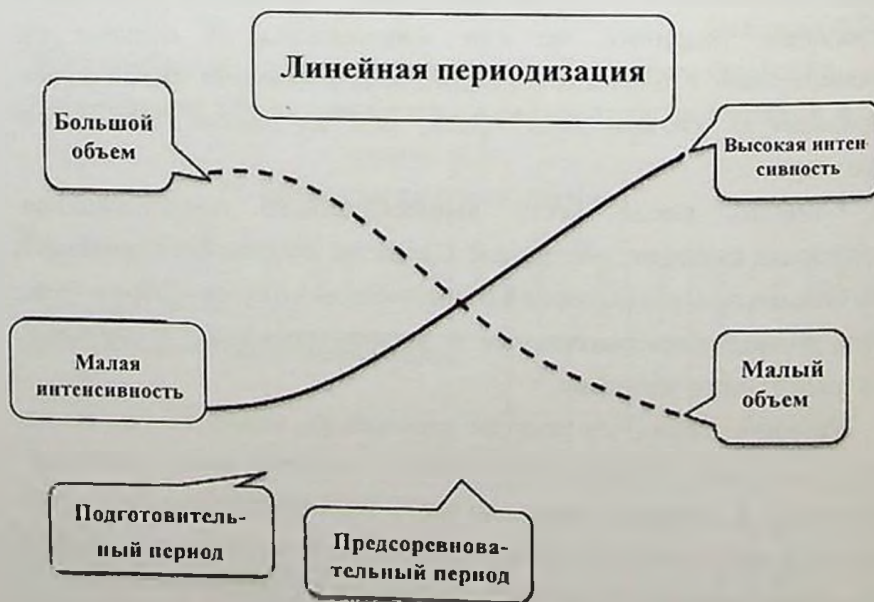 Линейная периодизация
Большой
объем
Высокая интен
сивность
Малая
интенсивность
Малый
объем
Подготовитель-
ный период
Предсоревнова-
тельный период